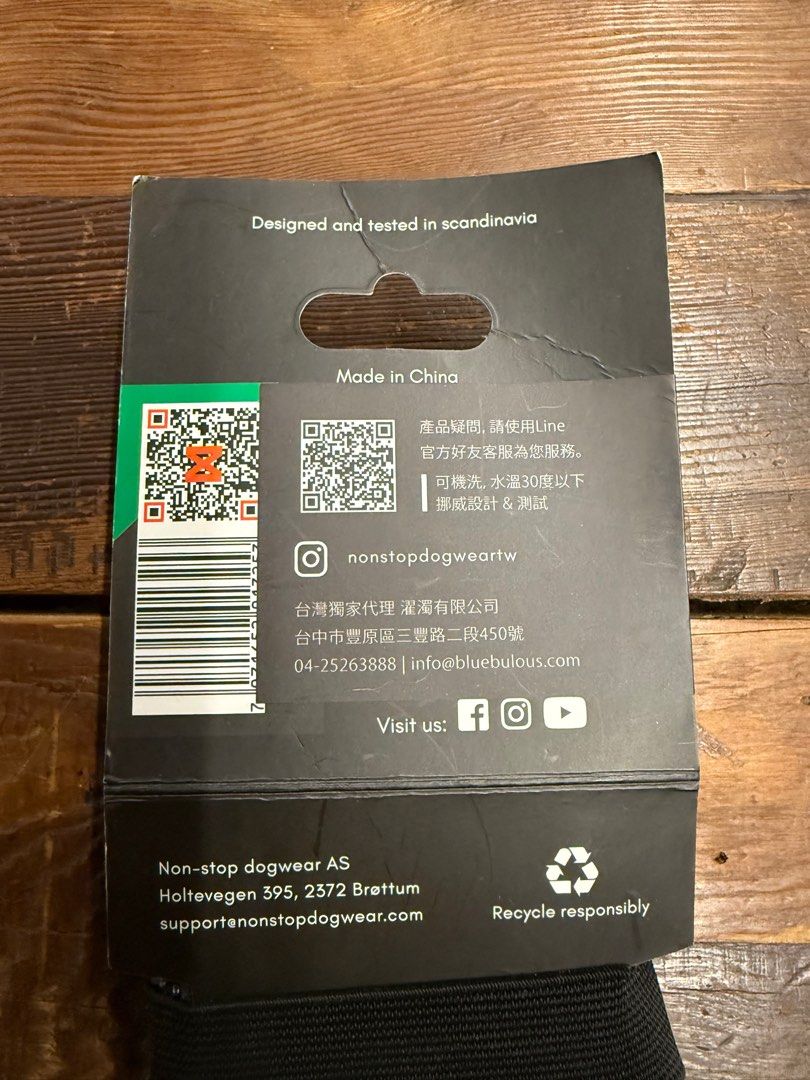 Designed and tested in scandinavia
Made in China
產品疑問, 請使用Line
官方好友客服為您服務。
可機洗, 水溫30度以下
挪威設計 & 測試
nonstopdogweartw
台灣獨家代理 濯濁有限公司
台中市豐原區三豐路二段450號
04-25263888 | info@bluebulous.com
Visit us:
Non-stop dogwear AS
Holtevegen 395, 2372 Brøttum
support@nonstopdogwear.com
Recycle responsibly